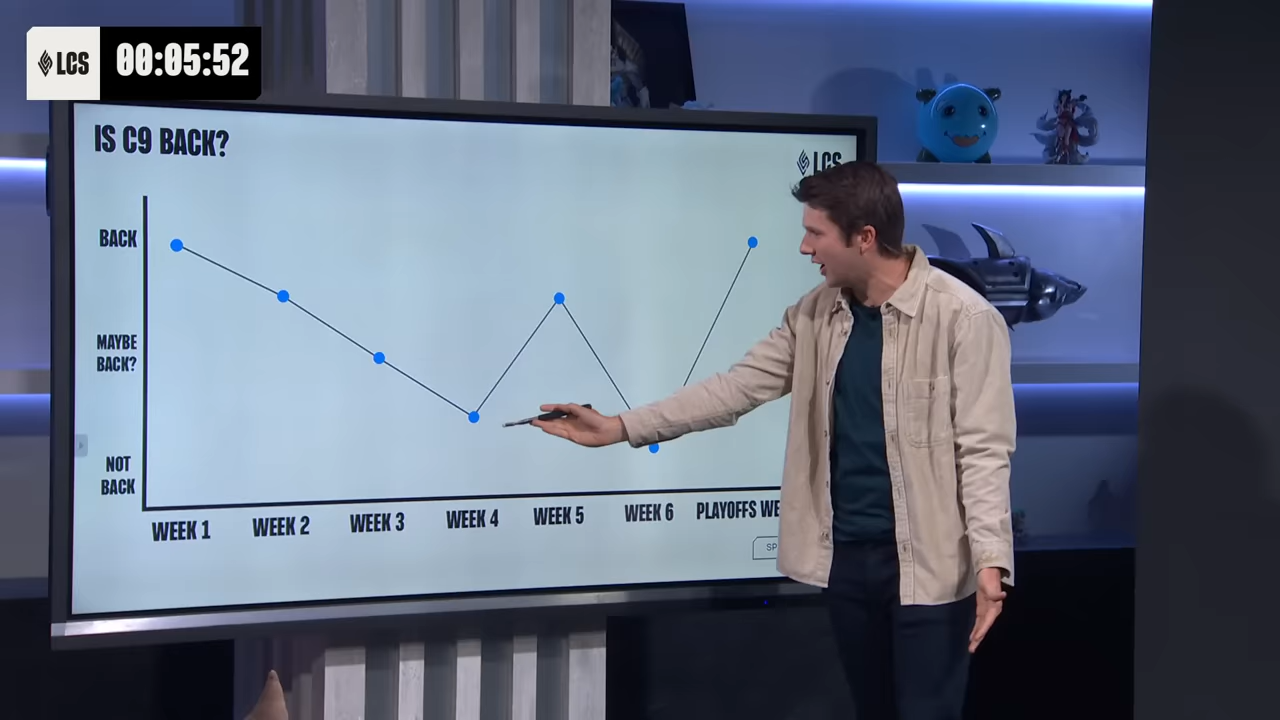 LCS 00:05:52
IS C9 BACK?
LCS
BACK
MAYBE
BACK?
NOT
BACK
WEEK 1 WEEK 2 WEEK 3 WEEK 4 WEEK 5 WEEK 6 PLAYOFFS